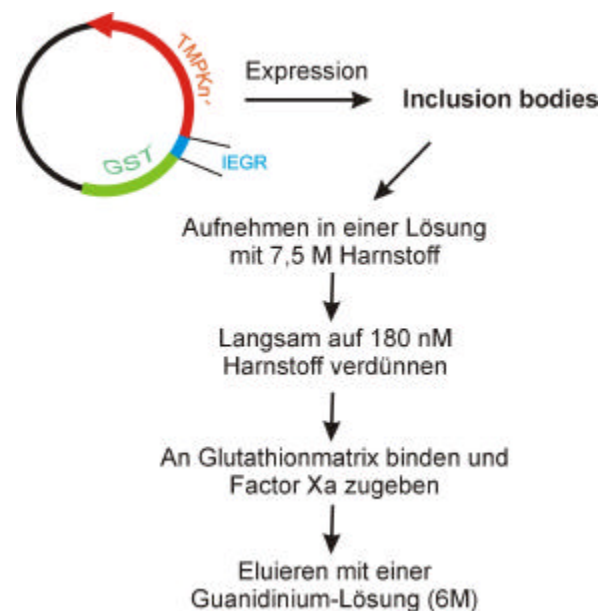 TMPKn-
GST
IEGR
Expression
Inclusion bodies
Aufnehmen in einer Lösung
mit 7,5 M Harnstoff
Langsam auf 180 nM
Harnstoff verdünnen
An Glutathionmatrix binden und
Factor Xa zugeben
Eluieren mit einer
Guanidinium-Lösung (6M)